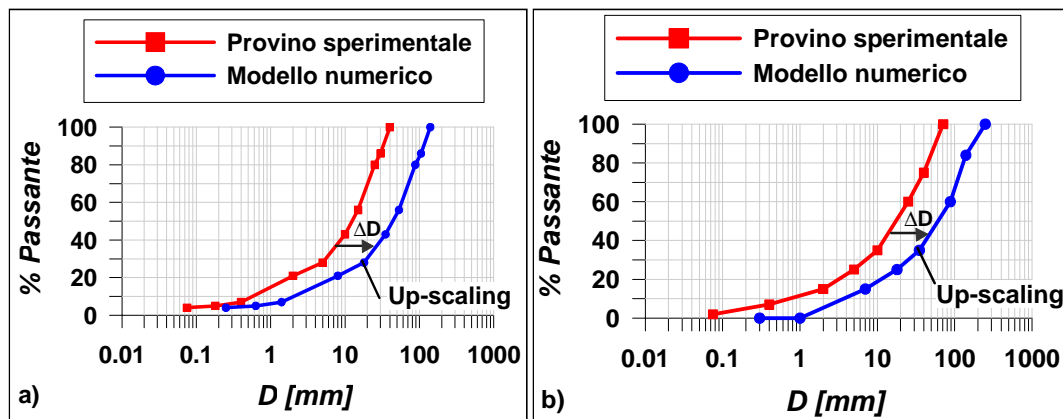 Provino sperimentale
Modello numerico
100
80
60
40
20
0
% Passante
ΔD
Up-scaling
0.01 0.1 1 10 100 1000
D [mm]
a)
Provino sperimentale
Modello numerico
100
80
60
40
20
0
% Passante
ΔD
Up-scaling
0.01 0.1 1 10 100 1000
D [mm]
b)